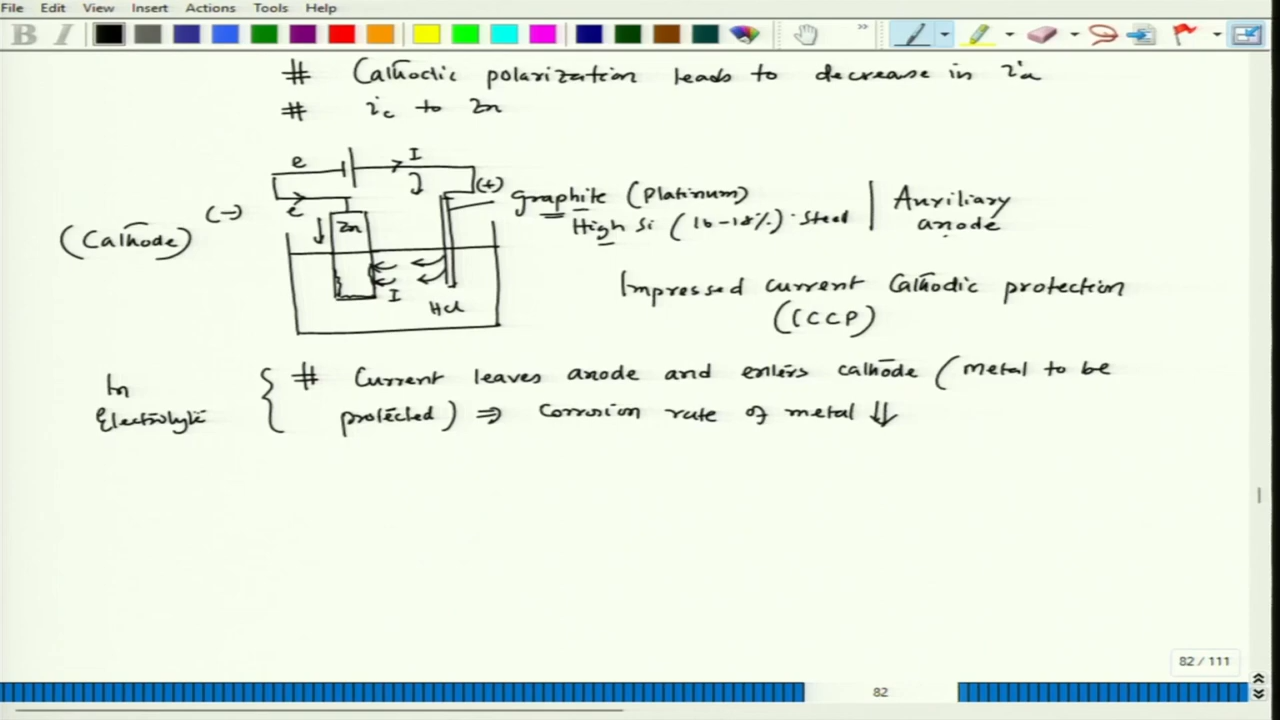 File Edit View Insert Actions Tools Help
B I
# Cathodic polarization leads to decrease in ia
# ic to Zn
e I
(+) graphite (Platinum)
(-) e Zn High Si (16-18%) · Steel | Auxiliary
(Cathode) anode
I Impressed current Cathodic protection
HCl (ICCP)
In { # Current leaves anode and enters cathode (metal to be
Electrolyte protected) ⇒ Corrosion rate of metal ↓↓
82 / 111
82